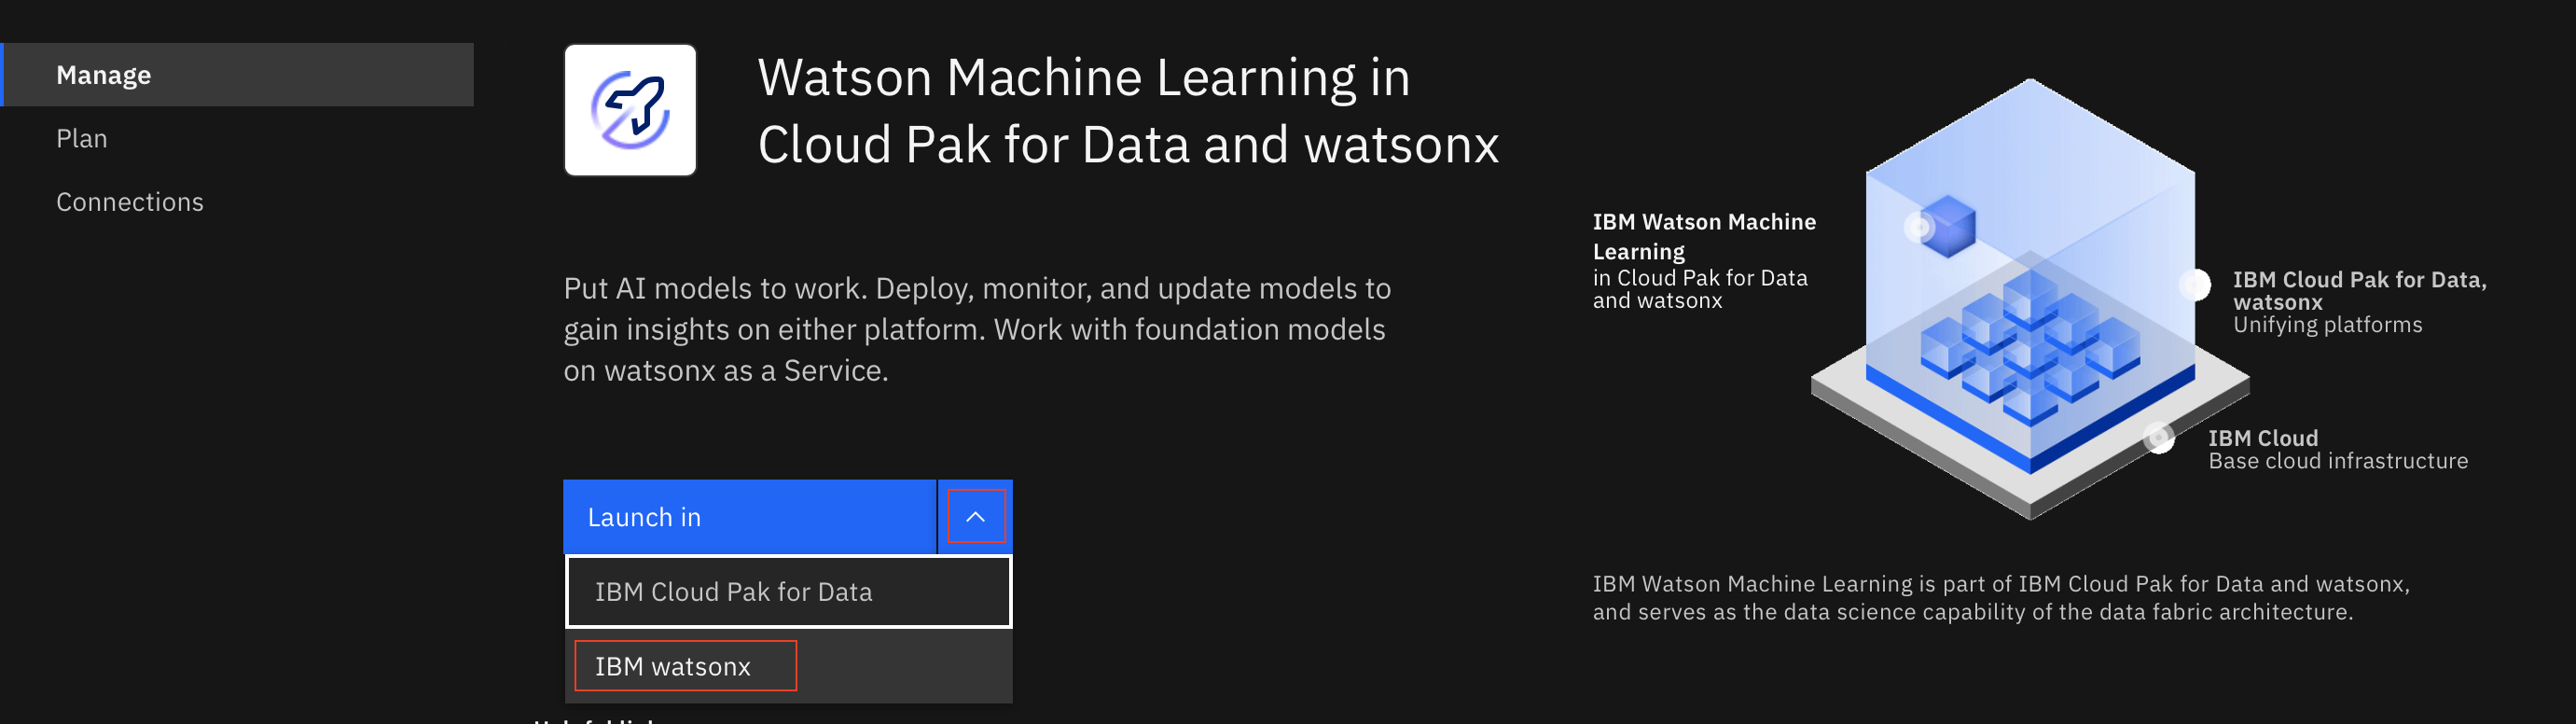 Manage
Plan
Connections
Watson Machine Learning in
Cloud Pak for Data and watsonx
Put AI models to work. Deploy, monitor, and update models to
gain insights on either platform. Work with foundation models
on watsonx as a Service.
Launch in
IBM Cloud Pak for Data
IBM watsonx
IBM Watson Machine
Learning
in Cloud Pak for Data
and watsonx
IBM Cloud Pak for Data,
watsonx
Unifying platforms
IBM Cloud
Base cloud infrastructure
IBM Watson Machine Learning is part of IBM Cloud Pak for Data and watsonx,
and serves as the data science capability of the data fabric architecture.